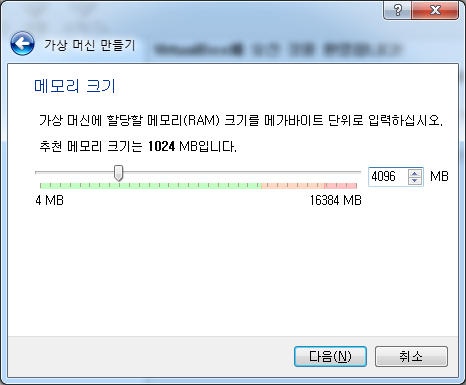 가상 머신 만들기
메모리 크기
가상 머신에 할당할 메모리(RAM) 크기를 메가바이트 단위로 입력하십시오.
추천 메모리 크기는 1024 MB입니다.
4096 MB
4 MB 16384 MB
다음(N) 취소